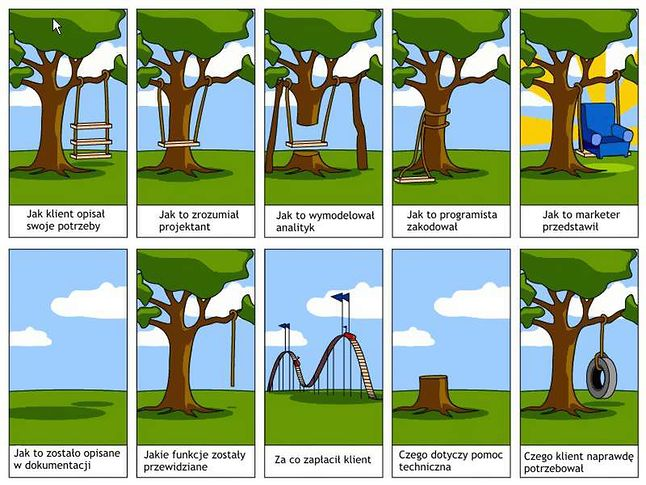 Jak klient opisał
swoje potrzeby
Jak to zrozumiał
projektant
Jak to wymodelował
analityk
Jak to programista
zakodował
Jak to marketer
przedstawił
Jak to zostało opisane
w dokumentacji
Jakie funkcje zostały
przewidziane
Za co zapłacił klient
Czego dotyczy pomoc
techniczna
Czego klient naprawdę
potrzebował